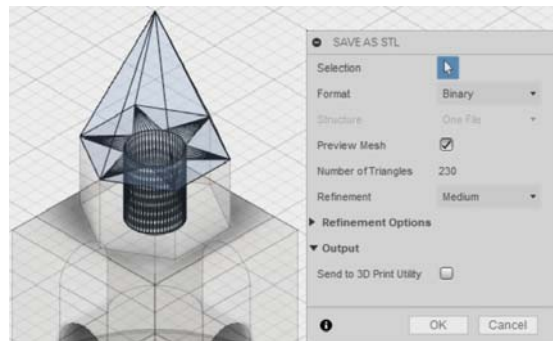 SAVE AS STL
Selection
Format Binary
Structure One File
Preview Mesh
Number of Triangles 230
Refinement Medium
Refinement Options
Output
Send to 3D Print Utility
OK Cancel